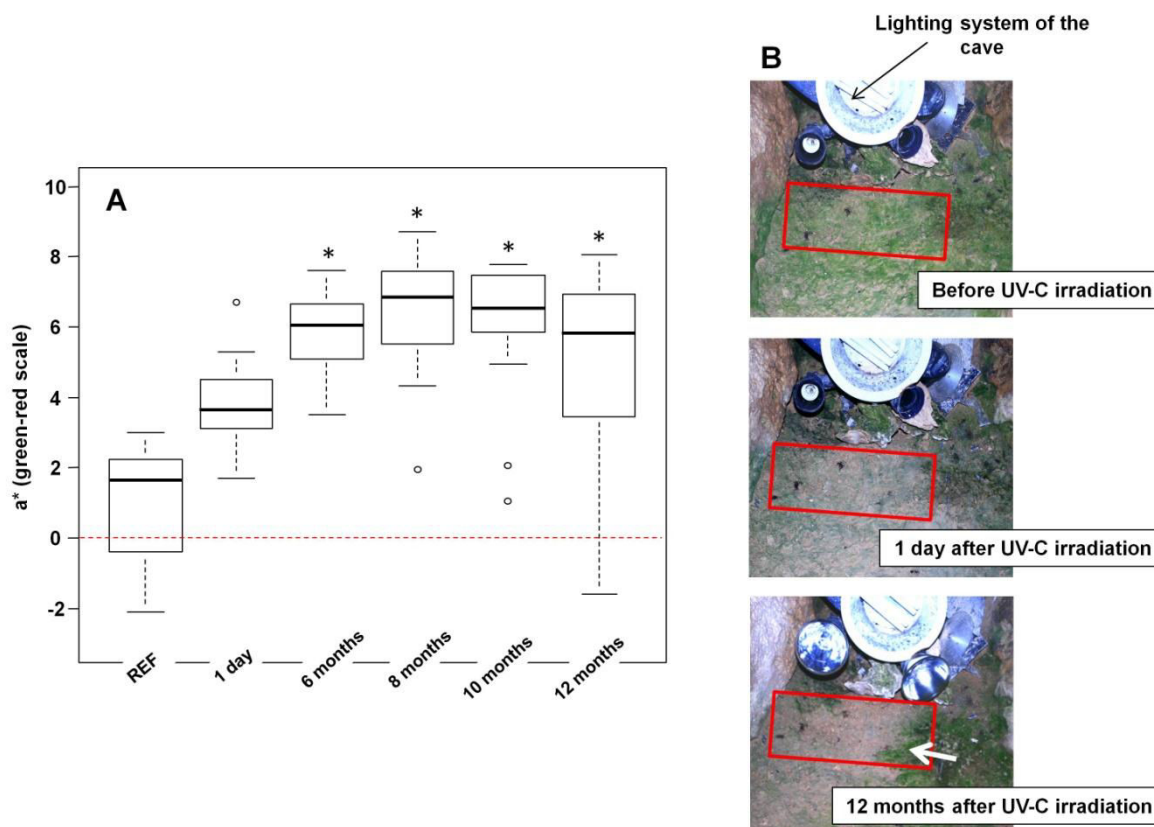 Lighting system of the
cave
A
B
a* (green-red scale)
10
8
6
4
2
0
-2
*
*
*
*
REF
1 day
6 months
8 months
10 months
12 months
Before UV-C irradiation
1 day after UV-C irradiation
12 months after UV-C irradiation